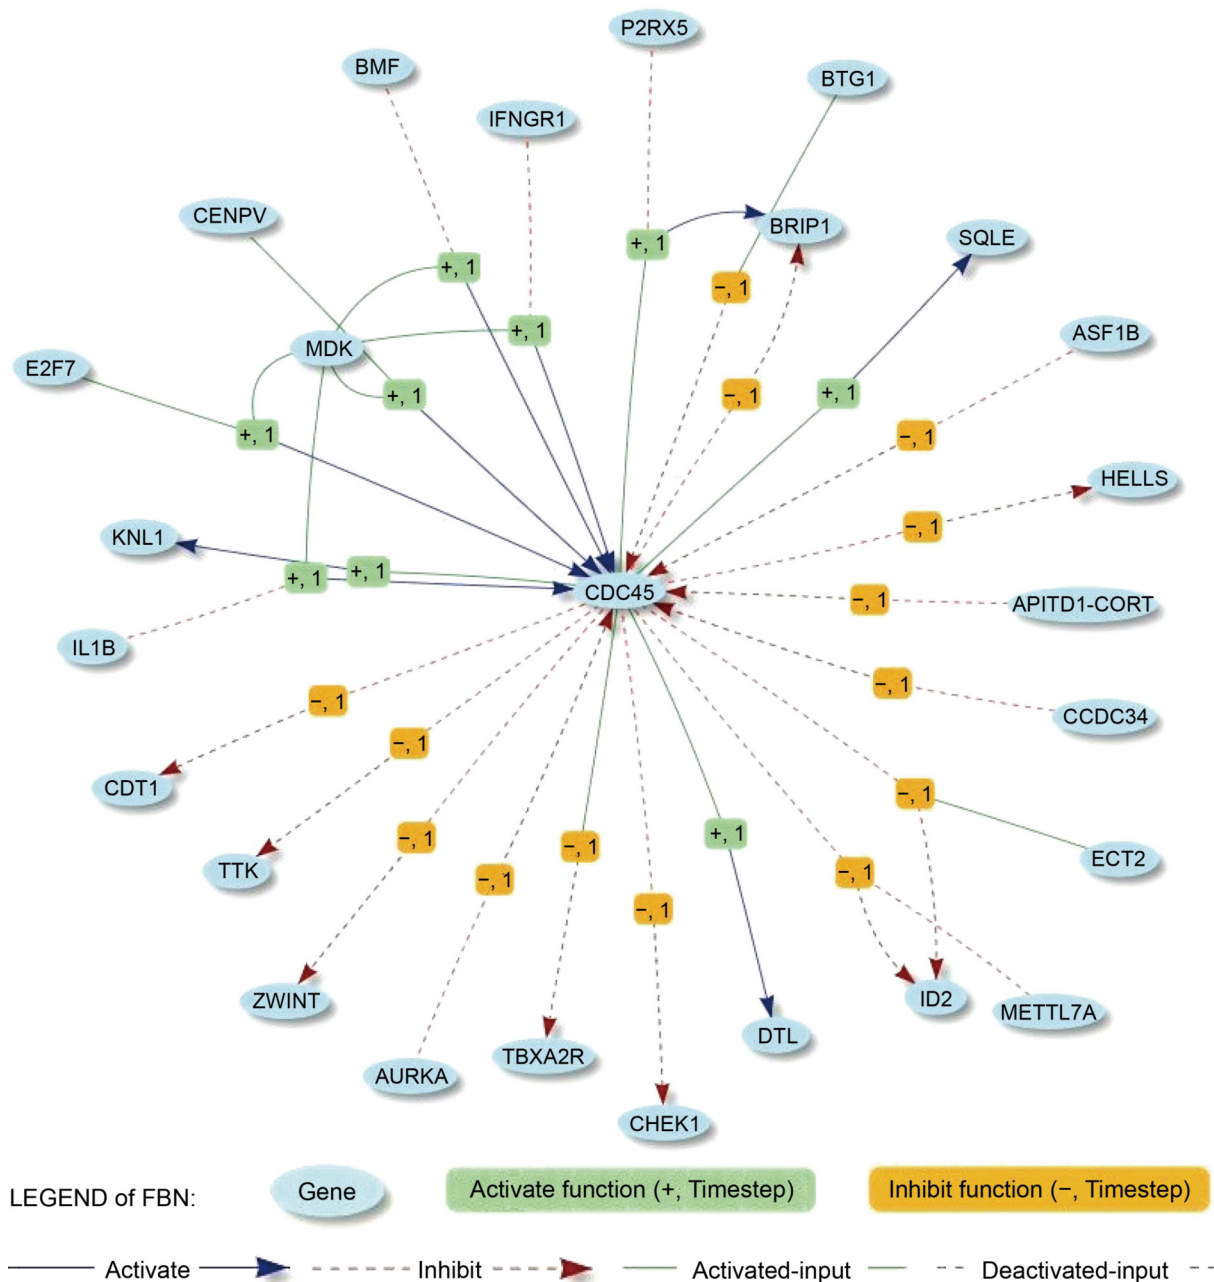 P2RX5
BMF
BTG1
IFNGR1
CENPV
BRIP1
SQLE
+, 1
+, 1
−, 1
+, 1
ASF1B
MDK
E2F7
+, 1
−, 1
+, 1
+, 1
−, 1
HELLS
−, 1
KNL1
+, 1
+, 1
CDC45
−, 1
APITD1-CORT
IL1B
−, 1
−, 1
CCDC34
−, 1
CDT1
−, 1
−, 1
+, 1
−, 1
ECT2
TTK
−, 1
−, 1
−, 1
ZWINT
ID2
METTL7A
DTL
TBXA2R
AURKA
CHEK1
LEGEND of FBN:
Gene
Activate function (+, Timestep)
Inhibit function (−, Timestep)
Activate
Inhibit
Activated-input
Deactivated-input